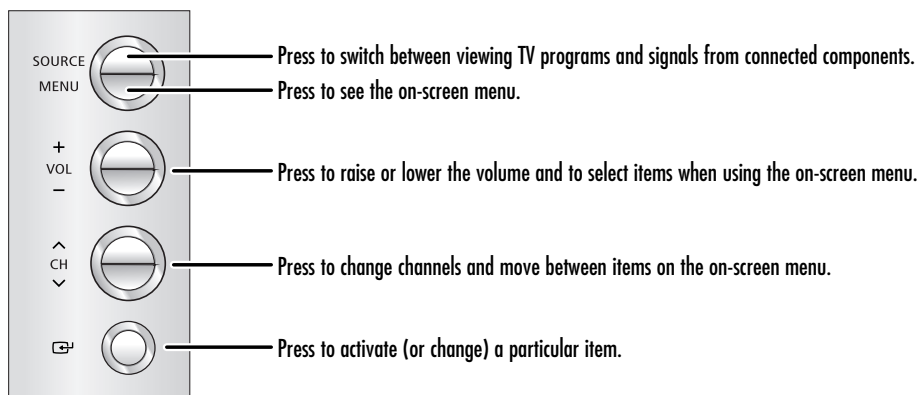 SOURCE
Press to switch between viewing TV programs and signals from connected components.
MENU
Press to see the on-screen menu.
+
VOL
−
Press to raise or lower the volume and to select items when using the on-screen menu.
CH
Press to change channels and move between items on the on-screen menu.
Press to activate (or change) a particular item.